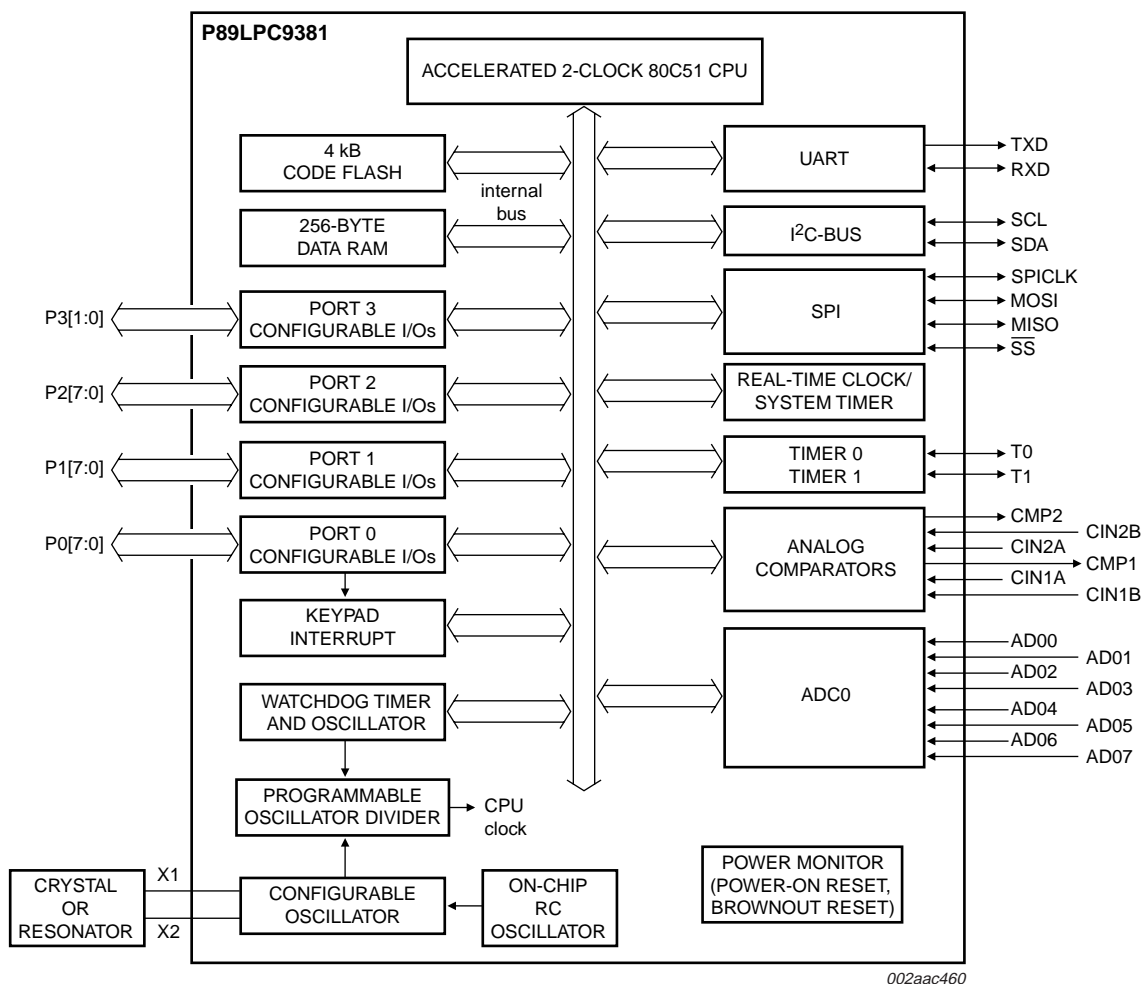 P89LPC9381
ACCELERATED 2-CLOCK 80C51 CPU
4 kB
CODE FLASH
internal
bus
256-BYTE
DATA RAM
P3[1:0]
PORT 3
CONFIGURABLE I/Os
P2[7:0]
PORT 2
CONFIGURABLE I/Os
P1[7:0]
PORT 1
CONFIGURABLE I/Os
P0[7:0]
PORT 0
CONFIGURABLE I/Os
KEYPAD
INTERRUPT
WATCHDOG TIMER
AND OSCILLATOR
PROGRAMMABLE
OSCILLATOR DIVIDER
CPU
clock
CRYSTAL
OR
RESONATOR
X1
X2
CONFIGURABLE
OSCILLATOR
ON-CHIP
RC
OSCILLATOR
UART
TXD
RXD
I²C-BUS
SCL
SDA
SPI
SPICLK
MOSI
MISO
S̅S̅
REAL-TIME CLOCK/
SYSTEM TIMER
TIMER 0
TIMER 1
T0
T1
ANALOG
COMPARATORS
CMP2
CIN2B
CIN2A
CMP1
CIN1A
CIN1B
ADC0
AD00
AD01
AD02
AD03
AD04
AD05
AD06
AD07
POWER MONITOR
(POWER-ON RESET,
BROWNOUT RESET)
002aac460